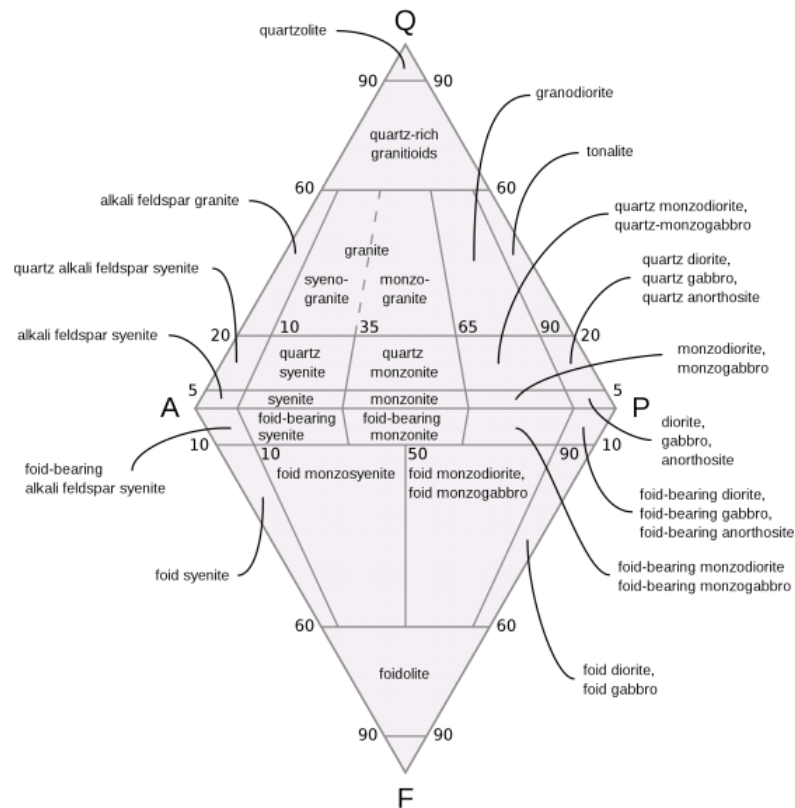 Q
quartzolite
90
90
granodiorite
quartz-rich
granitioids
tonalite
60
60
alkali feldspar granite
quartz monzodiorite,
quartz-monzogabbro
granite
quartz alkali feldspar syenite
quartz diorite,
quartz gabbro,
quartz anorthosite
syeno-
granite
monzo-
granite
20
10
35
65
90
20
alkali feldspar syenite
quartz
syenite
quartz
monzonite
monzodiorite,
monzogabbro
5
5
A
syenite
monzonite
P
foid-bearing
syenite
foid-bearing
monzonite
diorite,
gabbro,
anorthosite
10
10
50
90
10
foid-bearing
alkali feldspar syenite
foid monzosyenite
foid monzodiorite,
foid monzogabbro
foid-bearing diorite,
foid-bearing gabbro,
foid-bearing anorthosite
foid syenite
foid-bearing monzodiorite
foid-bearing monzogabbro
60
60
foidolite
foid diorite,
foid gabbro
90
90
F